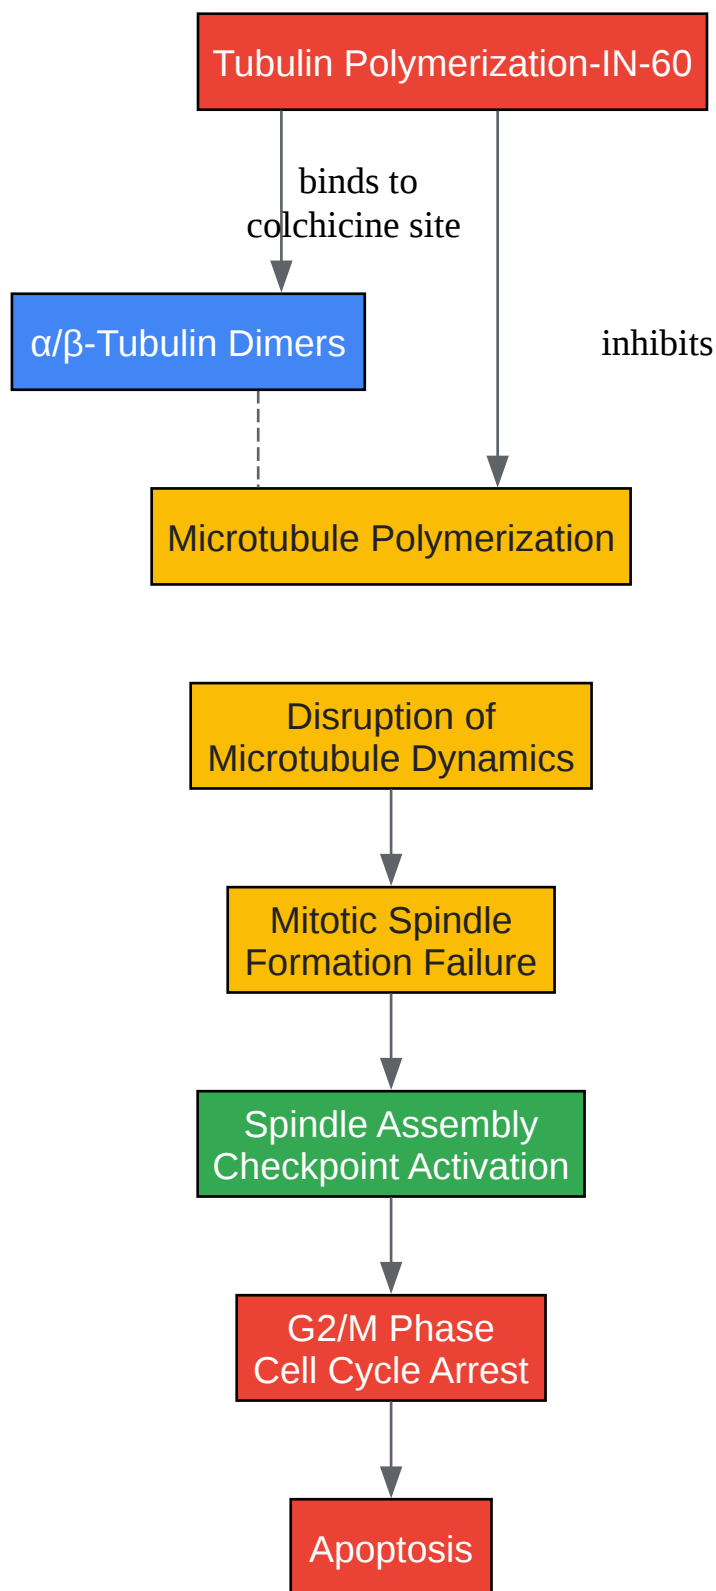 Tubulin Polymerization-IN-60
binds to
colchicine site
α/β-Tubulin Dimers
inhibits
Microtubule Polymerization
Disruption of
Microtubule Dynamics
Mitotic Spindle
Formation Failure
Spindle Assembly
Checkpoint Activation
G2/M Phase
Cell Cycle Arrest
Apoptosis